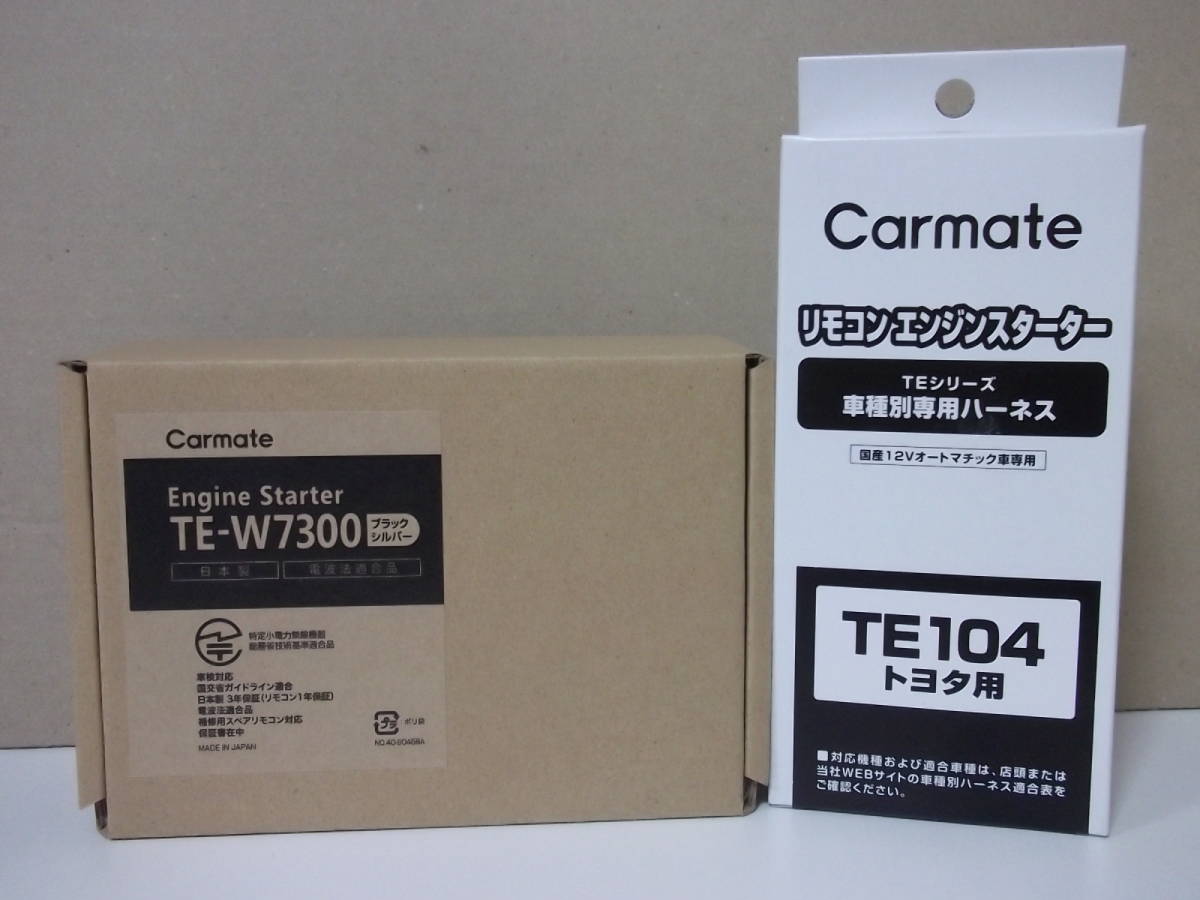 Carmate
Engine Starter
TE-W7300
ブラック
シルバー
日本製
電波法適合品
特定小電力無線機器
総務省技術基準適合品
車検対応
国交省ガイドライン適合
日本製 3年保証(リモコン1年保証)
電波法適合品
補修用スペアリモコン対応
保証書在中
MADE IN JAPAN
プラ
ポリ袋
Carmate
リモコンエンジンスターター
TEシリーズ
車種別専用ハーネス
国産12Vオートマチック車専用
TE104
トヨタ用
■対応機種および適合車種は、店頭または
当社WEBサイトの車種別ハーネス適合表を
ご確認ください。